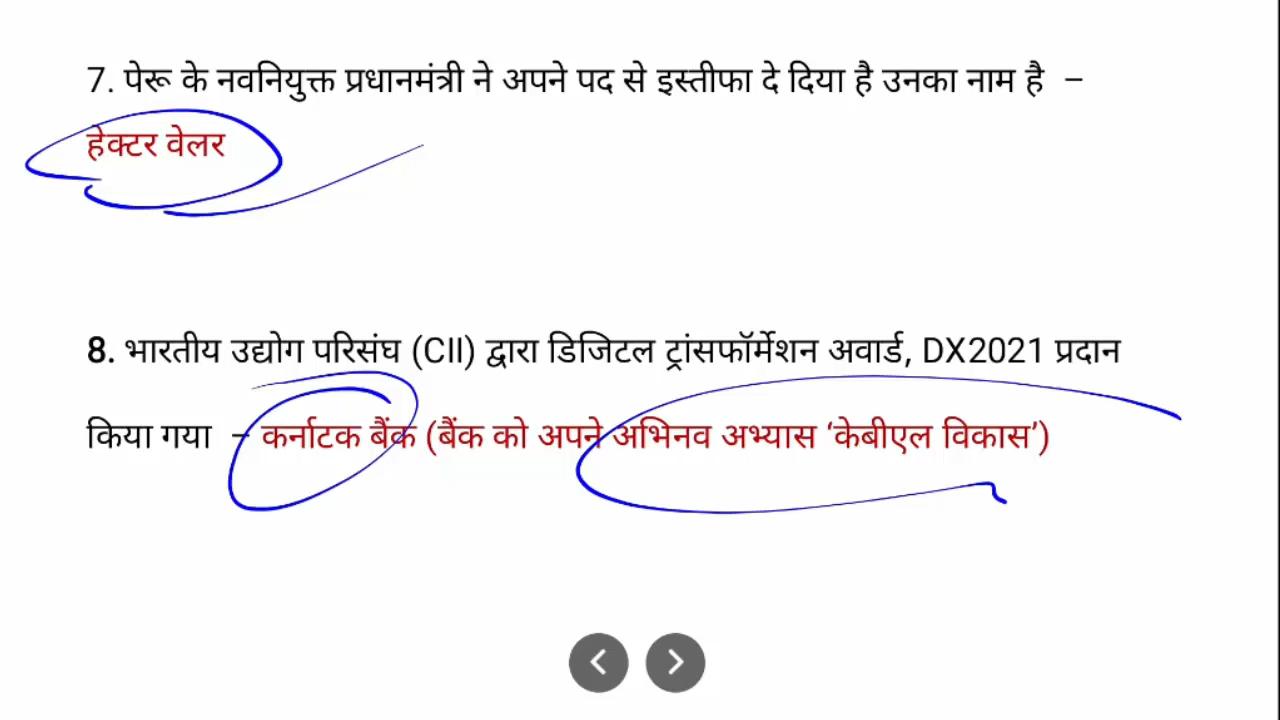 7. पेरू के नवनियुक्त प्रधानमंत्री ने अपने पद से इस्तीफा दे दिया है उनका नाम है –
हेक्टर वेलर
8. भारतीय उद्योग परिसंघ (CII) द्वारा डिजिटल ट्रांसफॉर्मेशन अवार्ड, DX2021 प्रदान
किया गया – कर्नाटक बैंक (बैंक को अपने अभिनव अभ्यास ‘केबीएल विकास’)